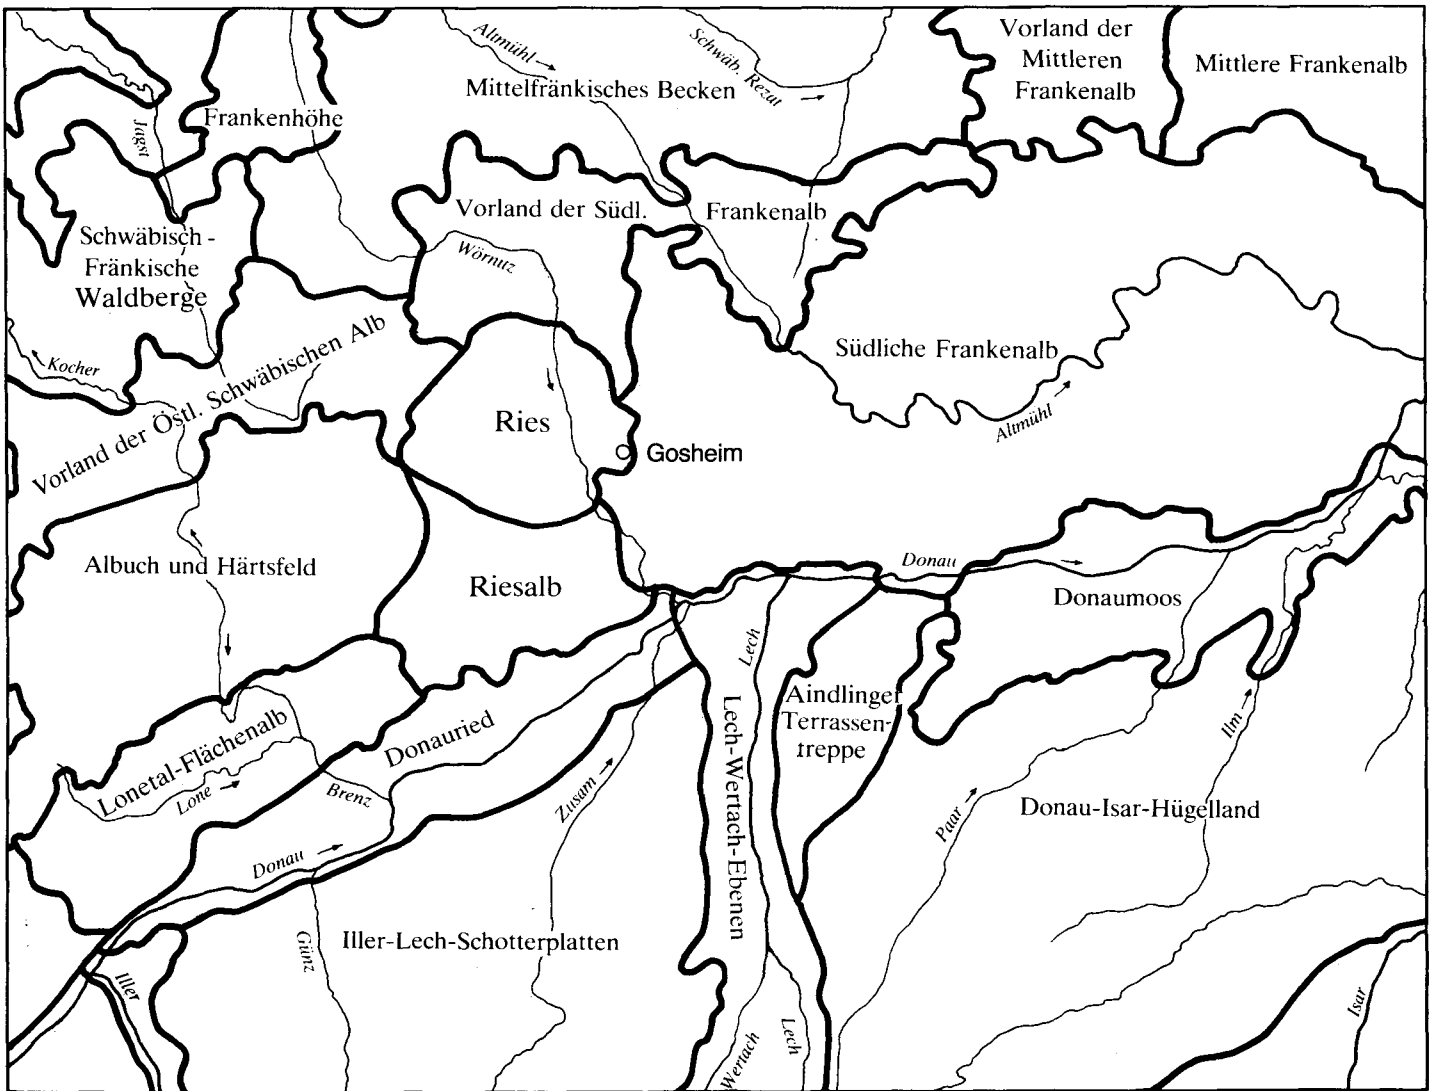 Altmühl
Schwäb. Rezat
Vorland der
Mittleren
Frankenalb
Mittlere Frankenalb
Mittelfränkisches Becken
Frankenhöhe
Jagst
Vorland der Südl.
Frankenalb
Schwäbisch-
Fränkische
Waldberge
Wörnitz
Kocher
Vorland der Östl. Schwäbischen Alb
Südliche Frankenalb
Altmühl
Ries
Gosheim
Albuch und Härtsfeld
Riesalb
Donau
Donaumoos
Lech
Aindlinger
Terrassen-
treppe
Lech-Wertach-Ebenen
Ilm
Donauried
Lonetal-Flächenalb
Lone
Brenz
Zusam
Paar
Donau-Isar-Hügelland
Donau
Iller-Lech-Schotterplatten
Günz
Iller
Isar
Lech
Wertach